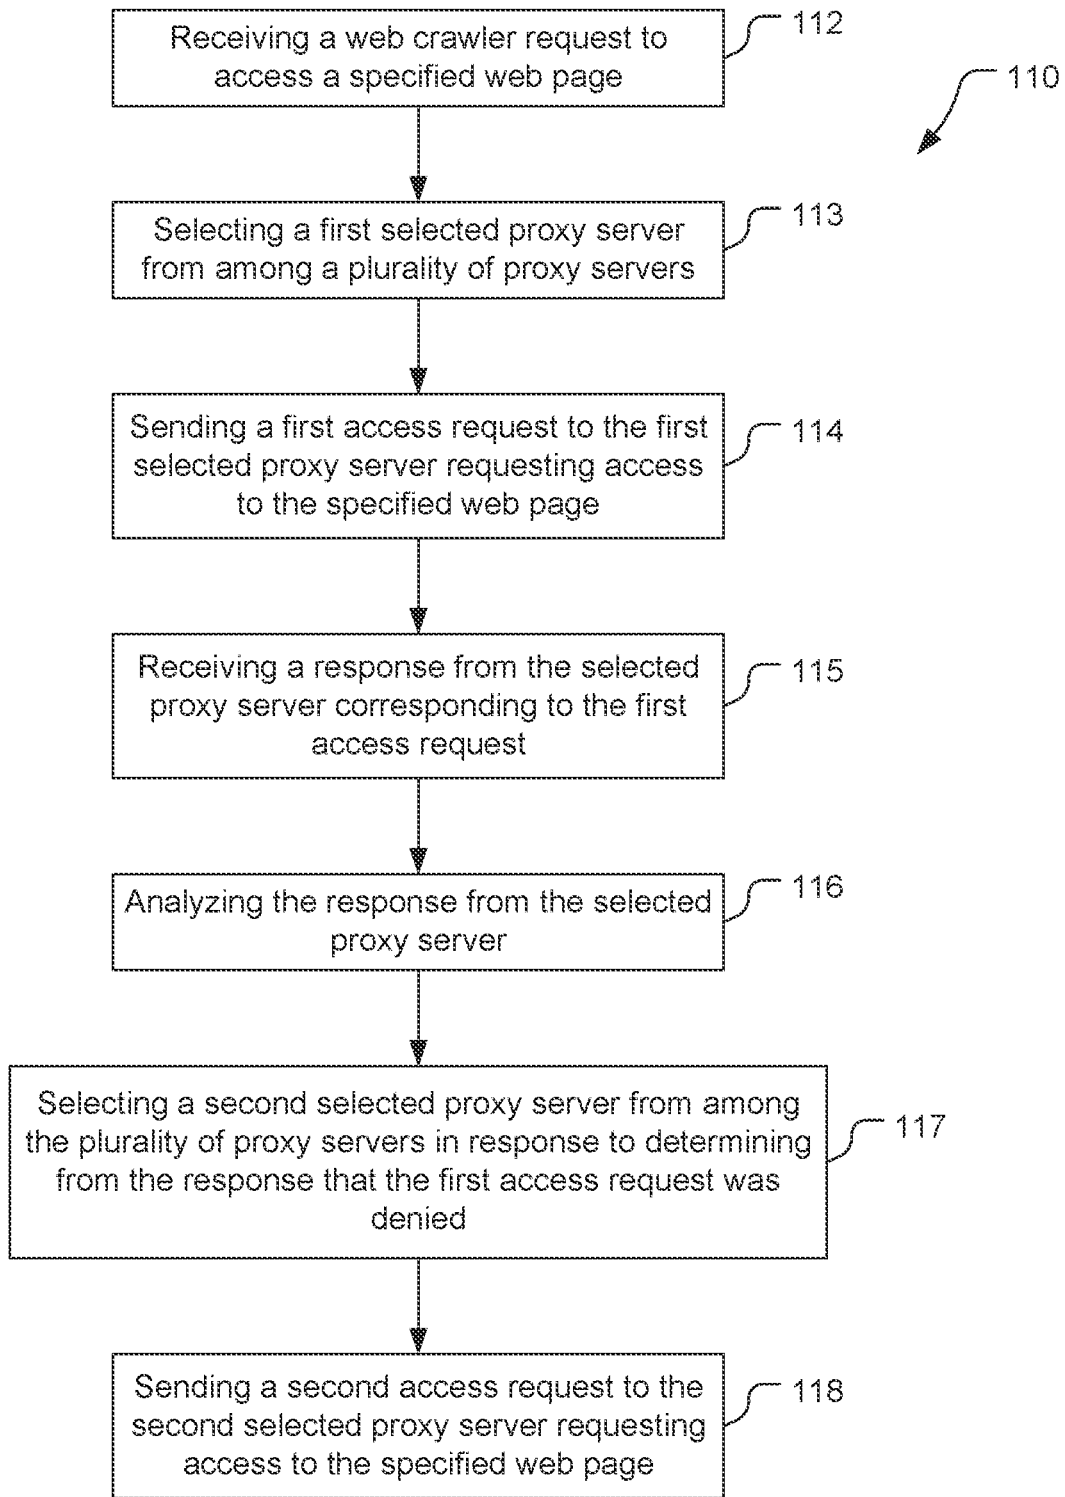 Receiving a web crawler request to
access a specified web page
112
110
Selecting a first selected proxy server
from among a plurality of proxy servers
113
Sending a first access request to the first
selected proxy server requesting access
to the specified web page
114
Receiving a response from the selected
proxy server corresponding to the first
access request
115
Analyzing the response from the selected
proxy server
116
Selecting a second selected proxy server from among
the plurality of proxy servers in response to determining
from the response that the first access request was
denied
117
Sending a second access request to the
second selected proxy server requesting
access to the specified web page
118